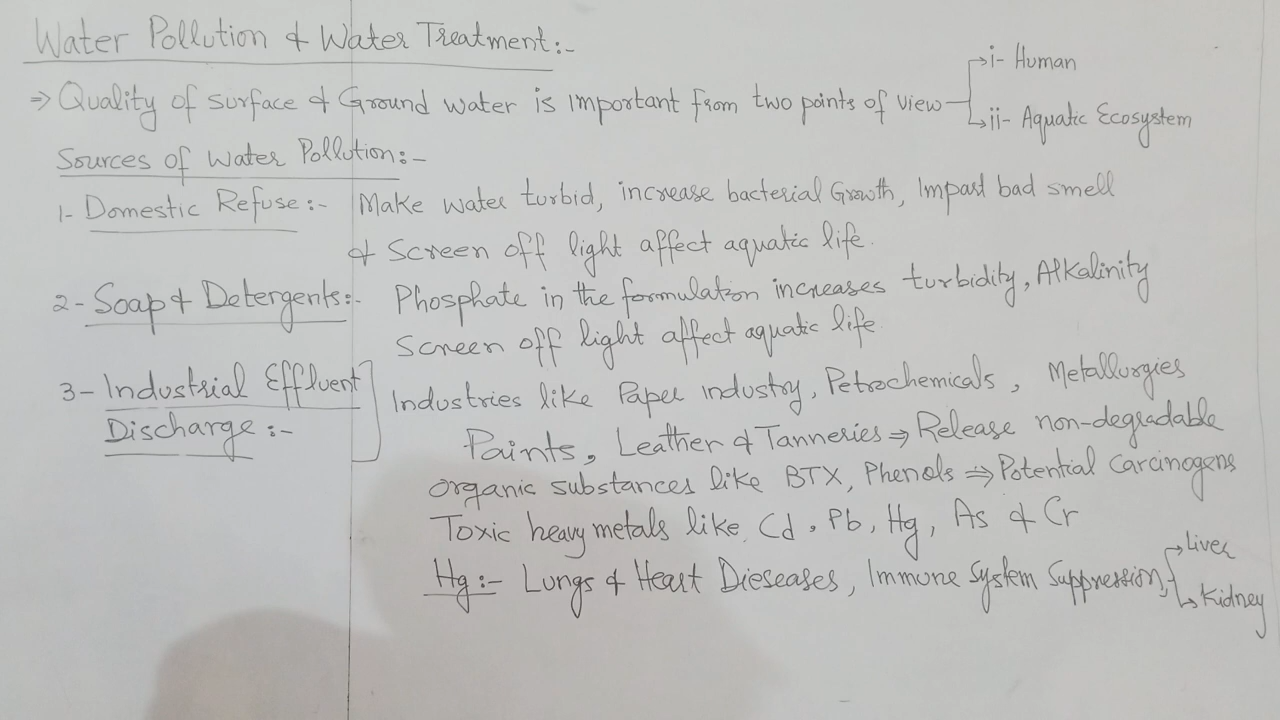 Water Pollution & Water Treatment:-
⇒ Quality of surface & Ground water is important from two points of view → i- Human
→ ii- Aquatic Ecosystem
Sources of Water Pollution:-
1- Domestic Refuse:- Make water turbid, increase bacterial Growth, Impart bad smell
& Screen off light affect aquatic life.
2- Soap & Detergents:- Phosphate in the formulation increases turbidity, Alkalinity
Screen off light affect aquatic life.
3- Industrial Effluent Discharge:- Industries like Paper industry, Petrochemicals, Metallurgies
Paints, Leather & Tanneries ⇒ Release non-degradable
organic substances like BTX, Phenols ⇒ Potential Carcinogens
Toxic heavy metals like Cd, Pb, Hg, As & Cr
Hg:- Lungs & Heart Dieseases, Immune System Suppression, → Liver
→ Kidney